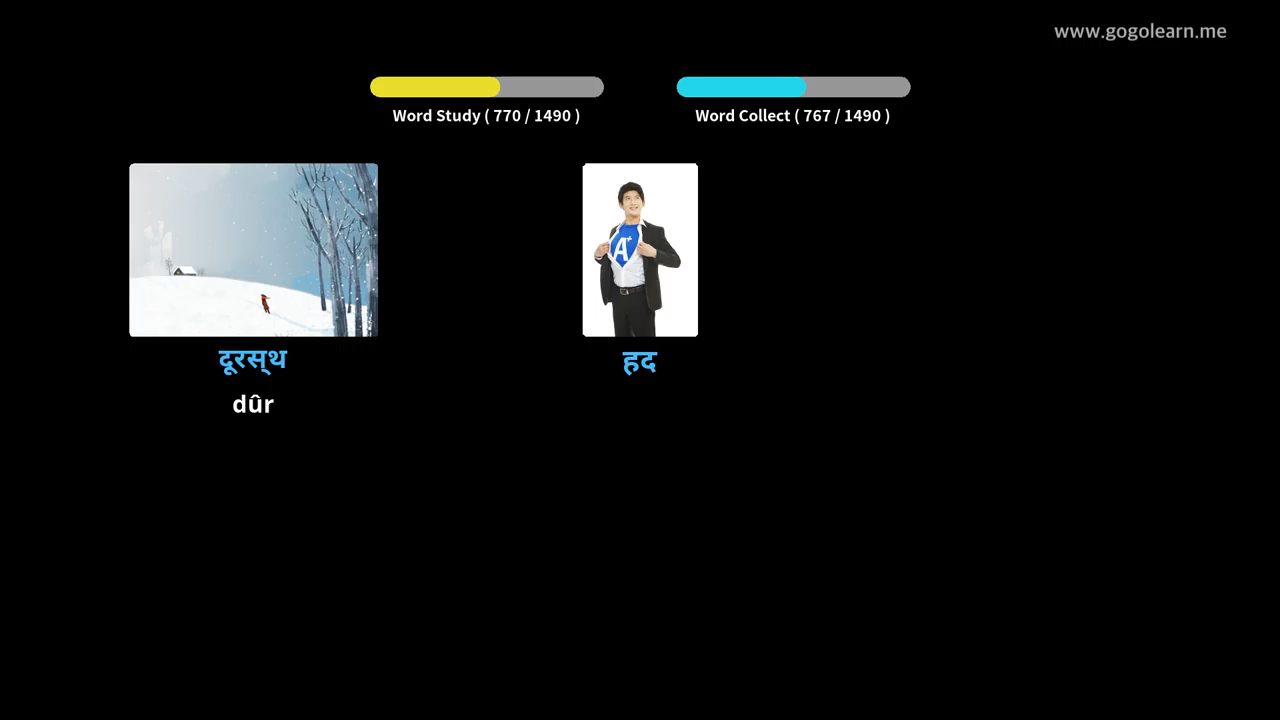 www.gogolearn.me
Word Study ( 770 / 1490 )
Word Collect ( 767 / 1490 )
A+
दूरस्थ
हद
dûr